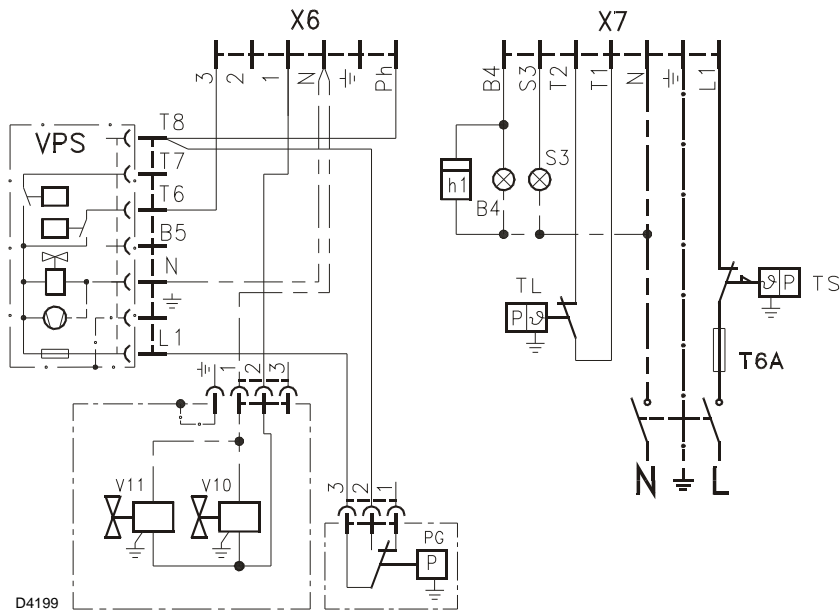 X6
X7
3
2
1
N
Ph
B4
S3
T2
T1
N
L1
VPS
T8
T7
T6
B5
N
L1
h1
B4
S3
TL
P ϑ
ϑ P
TS
T6A
N
L
1
2
3
V11
V10
3
2
1
PG
P
D4199